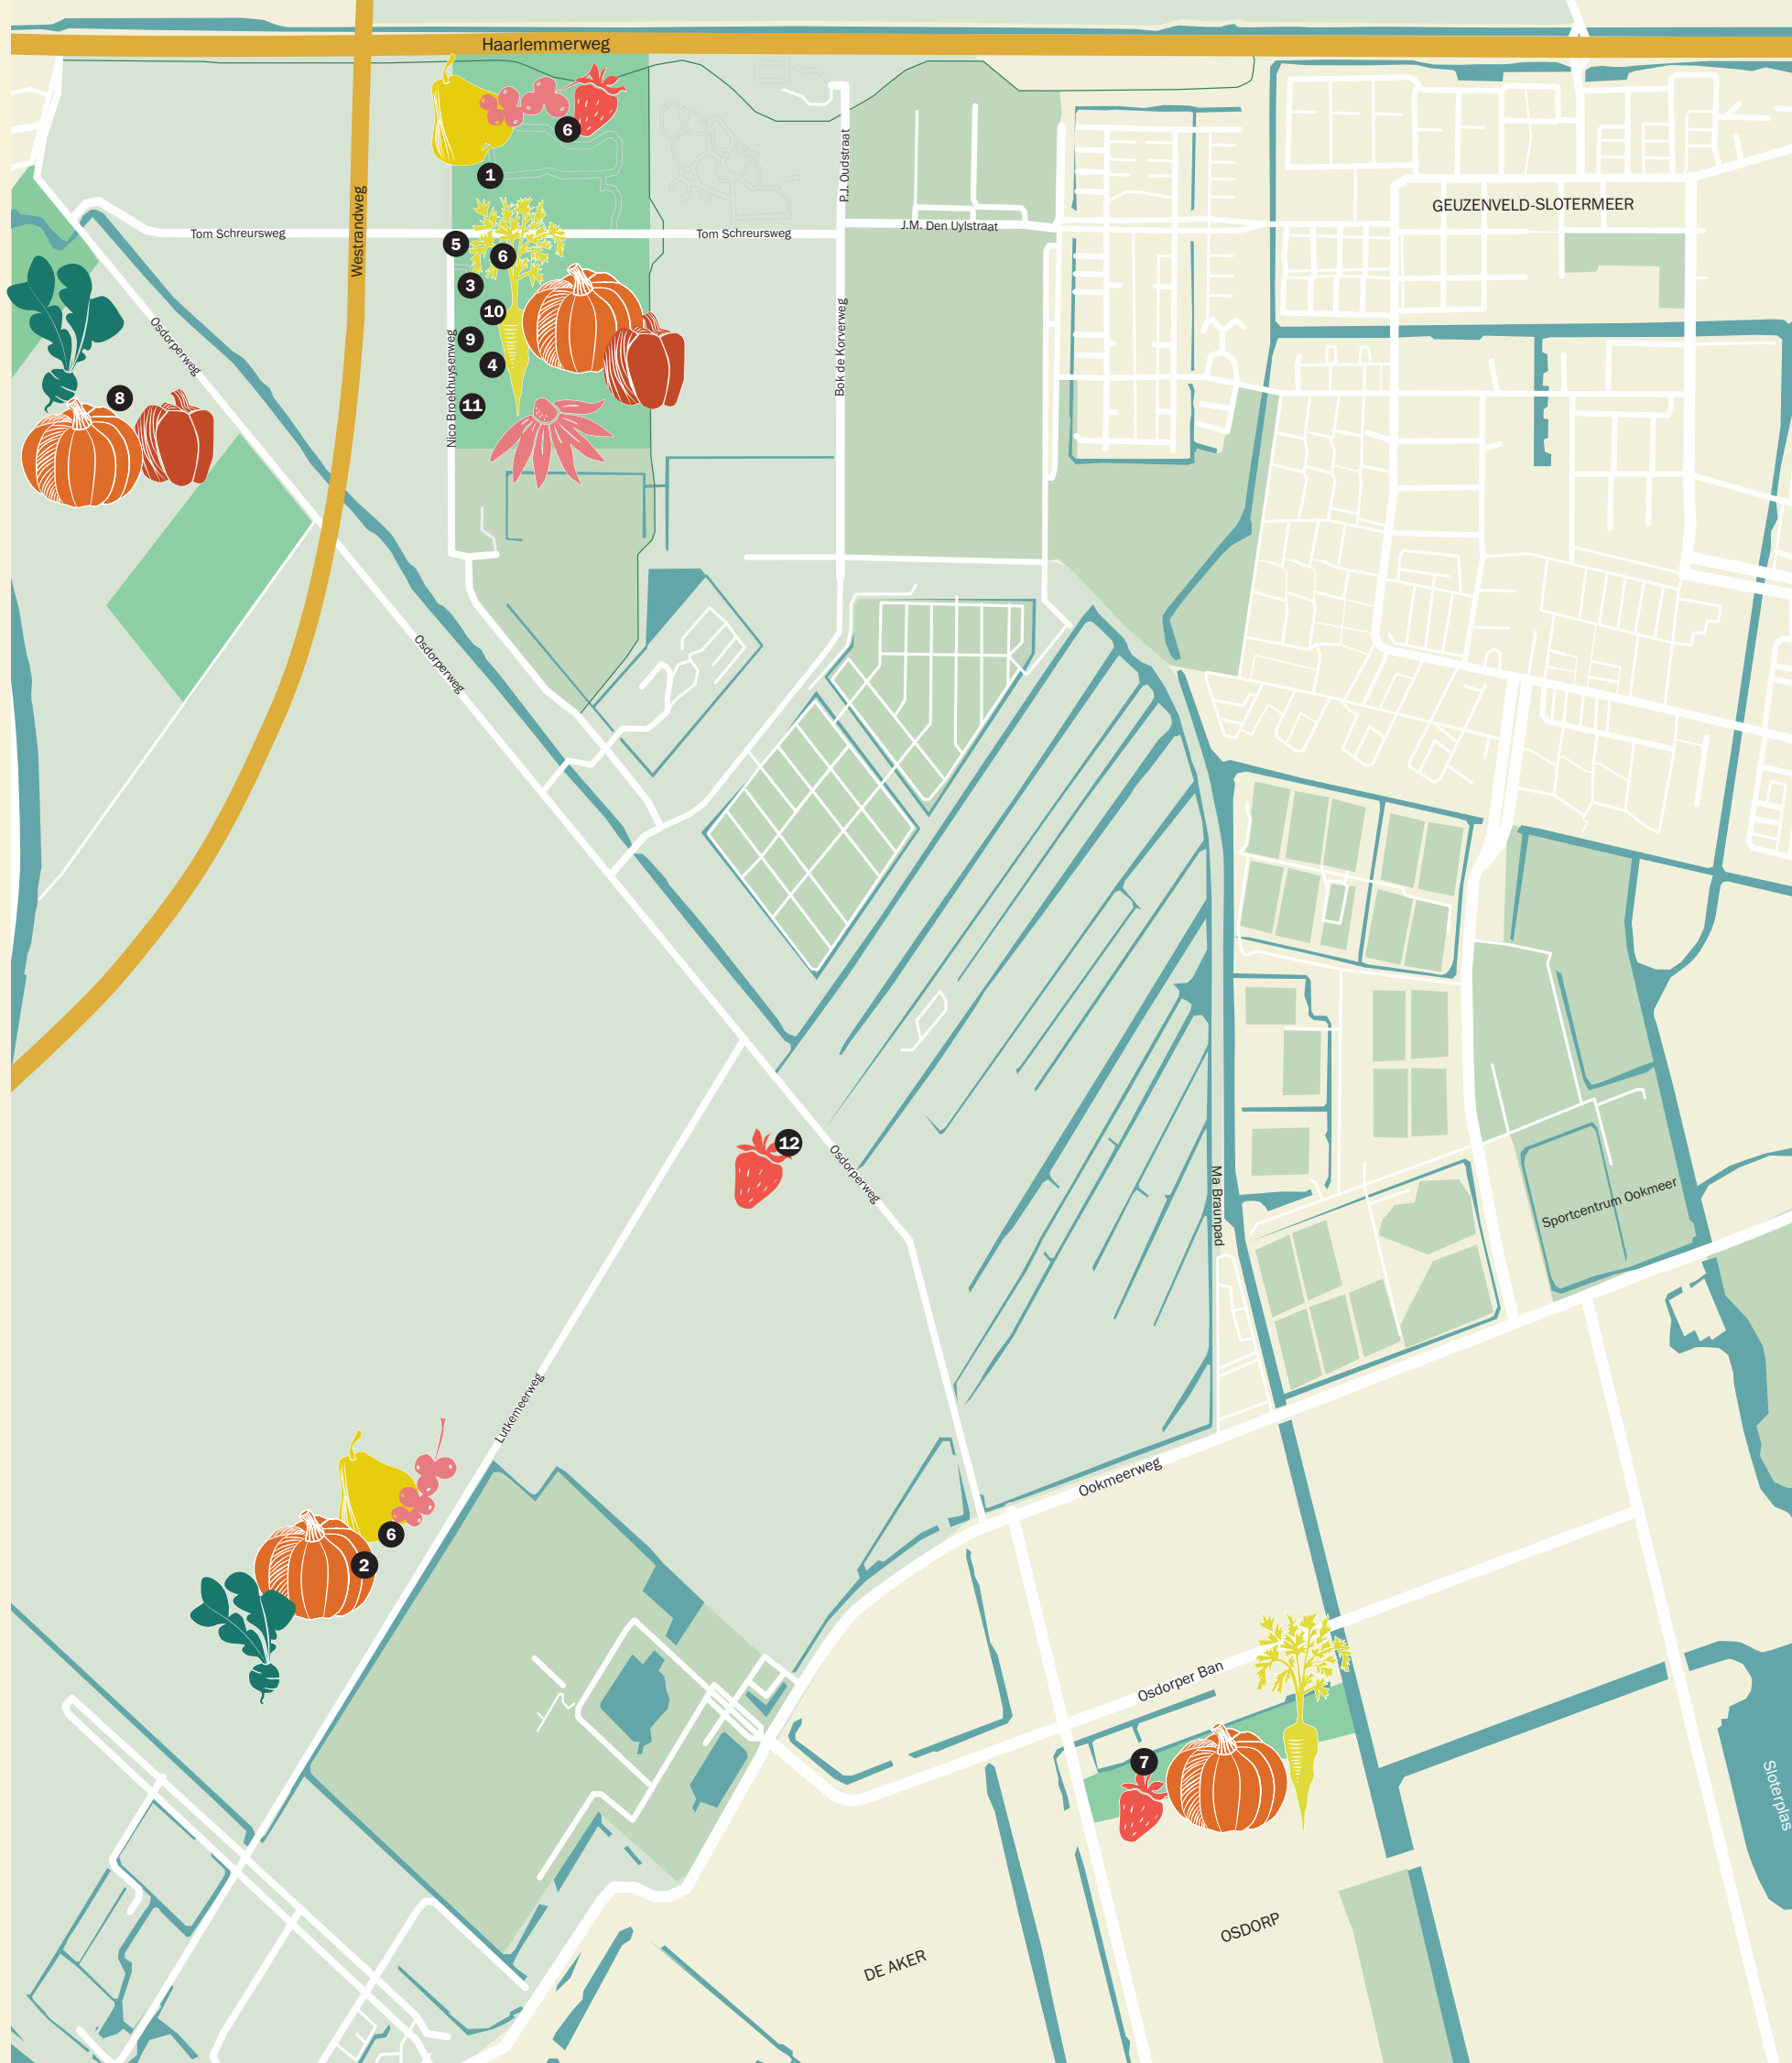 Haarlemmerweg
6
1
P.J. Oudstraat
Westrandweg
GEUZENVELD-SLOTERMEER
Tom Schreursweg
Tom Schreursweg
J.M. Den Uylstraat
5
6
3
10
9
4
11
Nico Broekhuysenweg
Bok de Korverweg
Osdorperweg
8
Osdorperweg
12
Osdorperweg
Ma Braunpad
Sportcentrum Ookmeer
Lutkemeerweg
Ookmeerweg
6
2
Osdorper Ban
7
Sloterplas
OSDORP
DE AKER